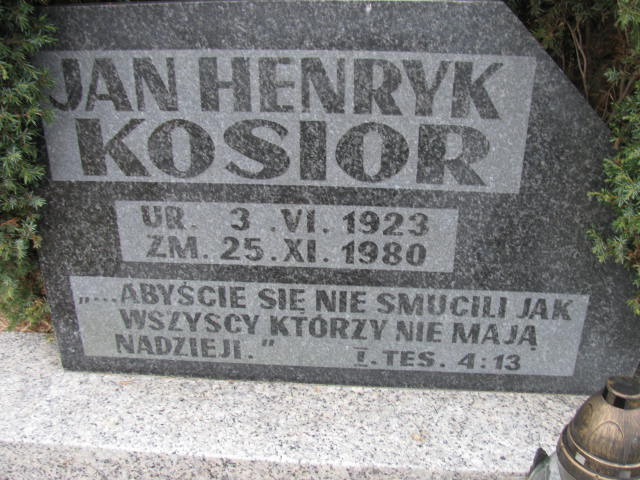 JAN HENRYK
KOSIOR
UR. 3.VI. 1923
ZM. 25.XI. 1980
„...ABYŚCIE SIĘ NIE SMUCILI JAK
WSZYSCY KTÓRZY NIE MAJĄ
NADZIEJI." I.TES. 4:13